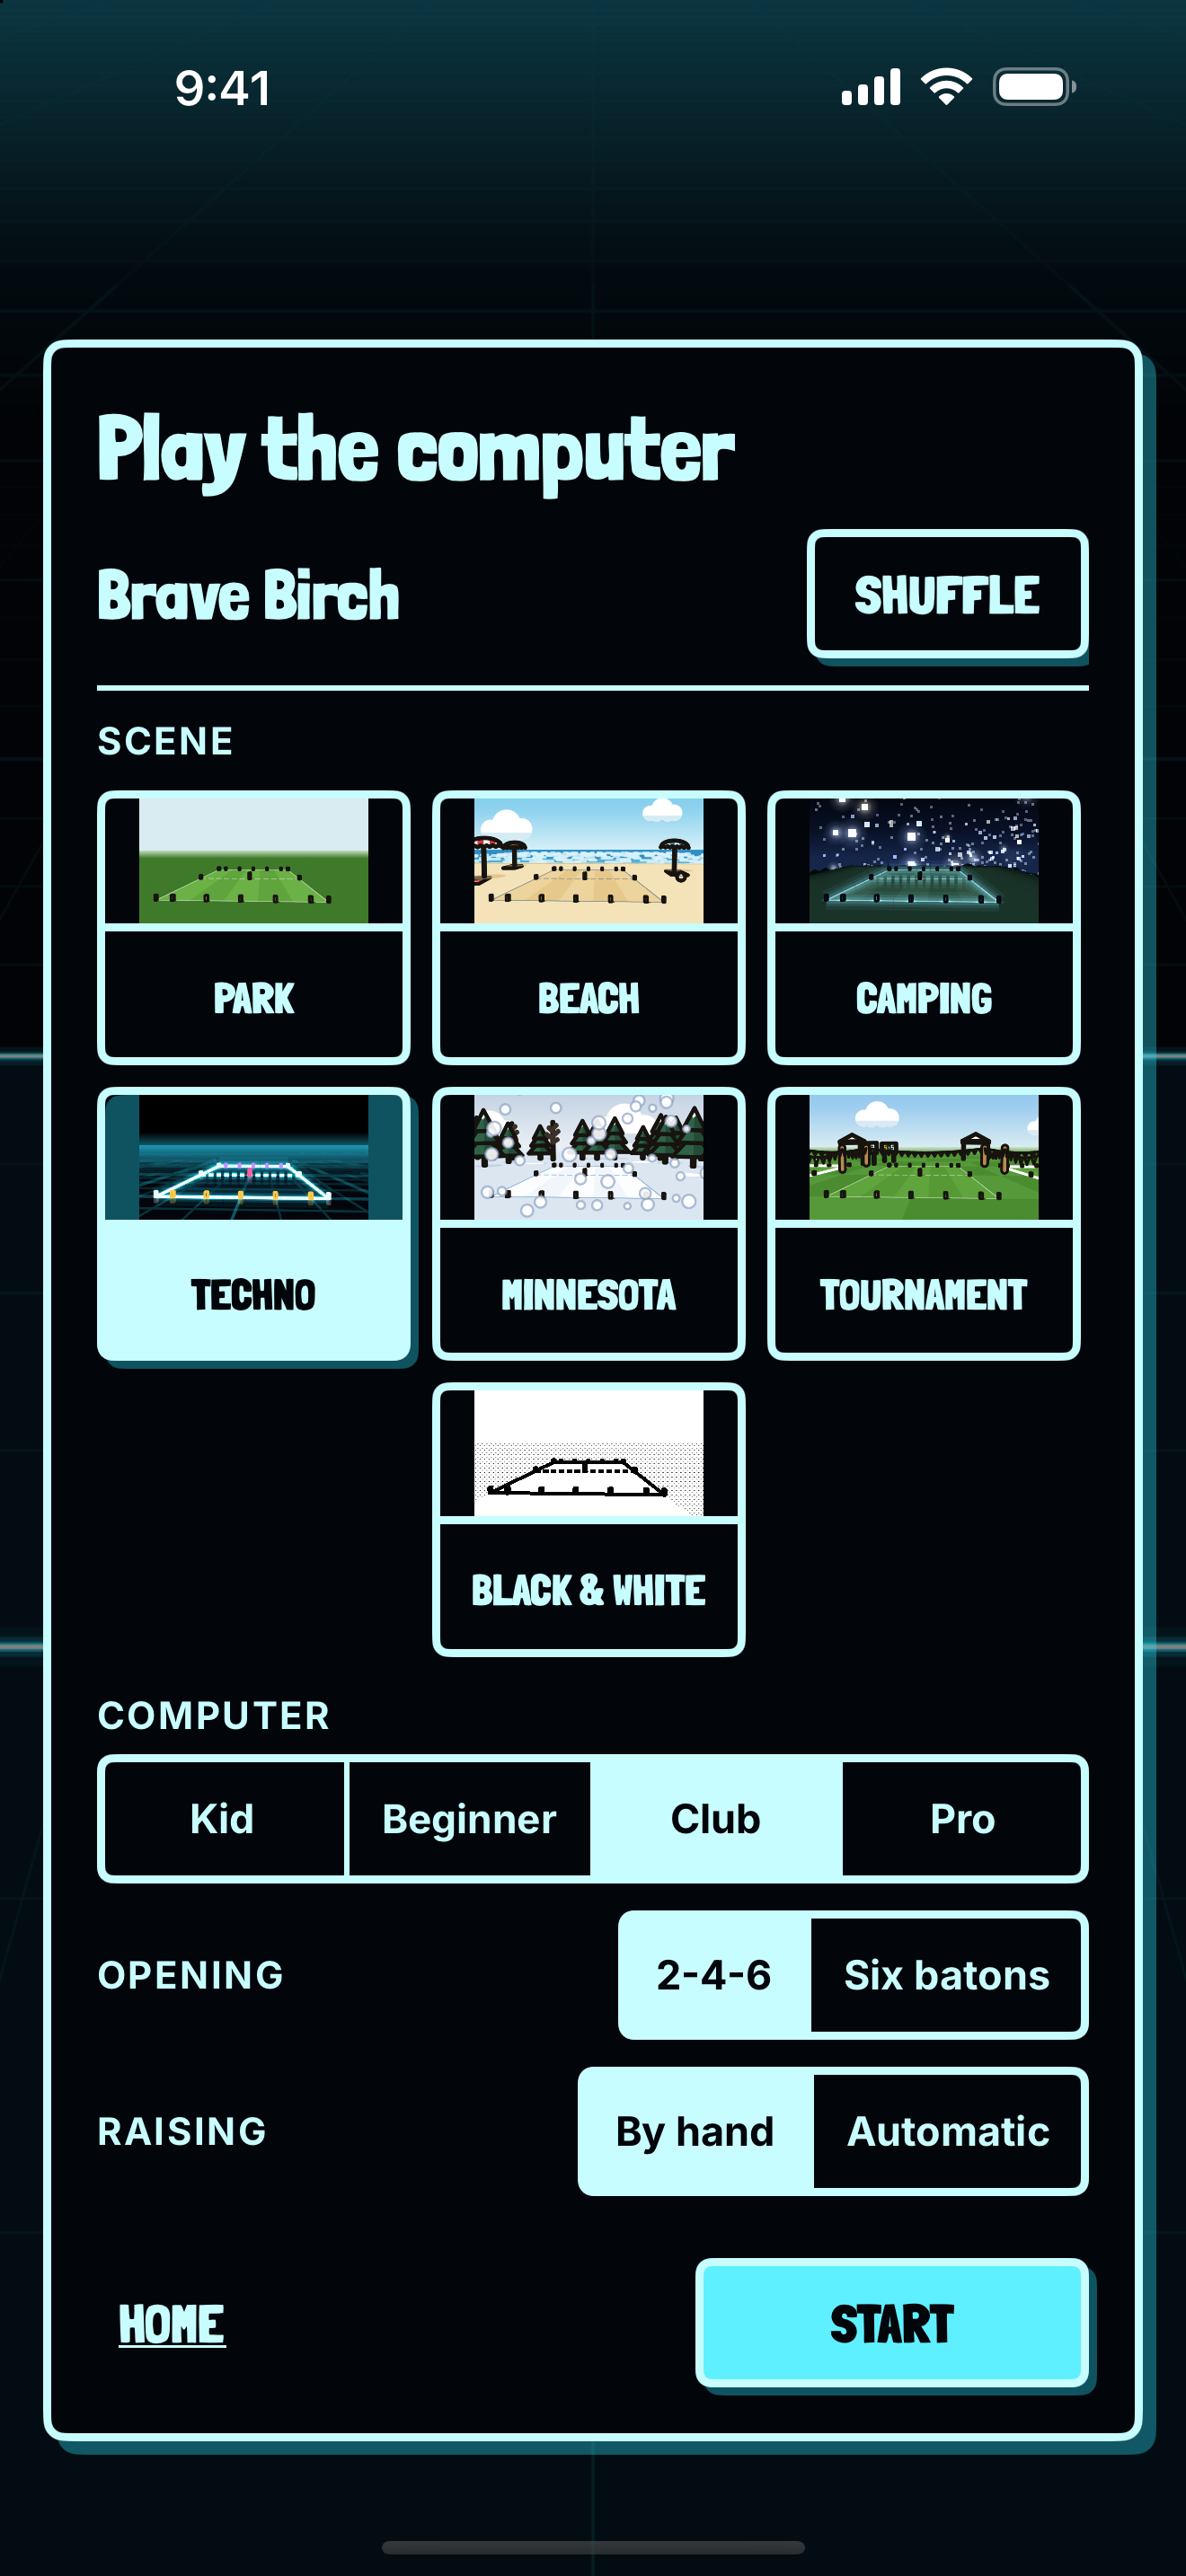 9:41
Play the computer
Brave Birch
SHUFFLE
SCENE
PARK
BEACH
CAMPING
TECHNO
MINNESOTA
TOURNAMENT
BLACK & WHITE
COMPUTER
Kid
Beginner
Club
Pro
OPENING
2-4-6
Six batons
RAISING
By hand
Automatic
HOME
START